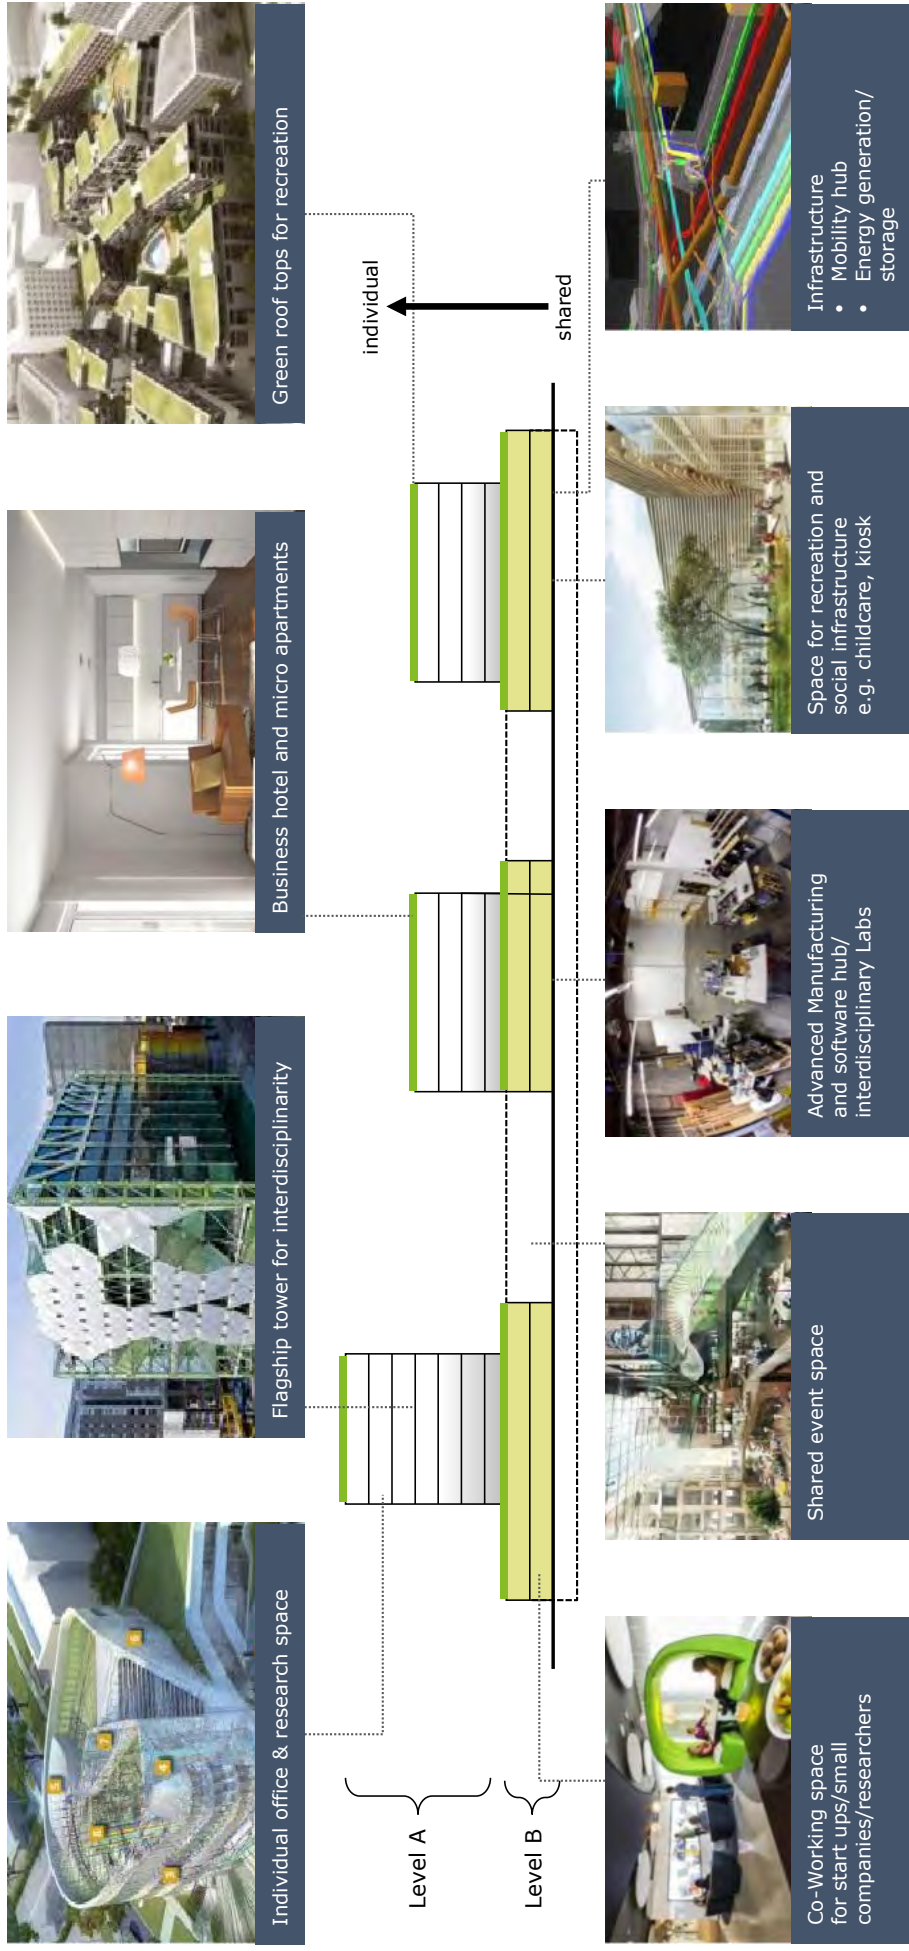 Individual office & research space
Flagship tower for interdisciplinarity
Business hotel and micro apartments
Green roof tops for recreation
Level A
Level B
individual
shared
Co-Working space
for start ups/small
companies/researchers
Shared event space
Advanced Manufacturing
and software hub/
interdisciplinary Labs
Space for recreation and
social infrastructure
e.g. childcare, kiosk
Infrastructure
• Mobility hub
• Energy generation/
storage